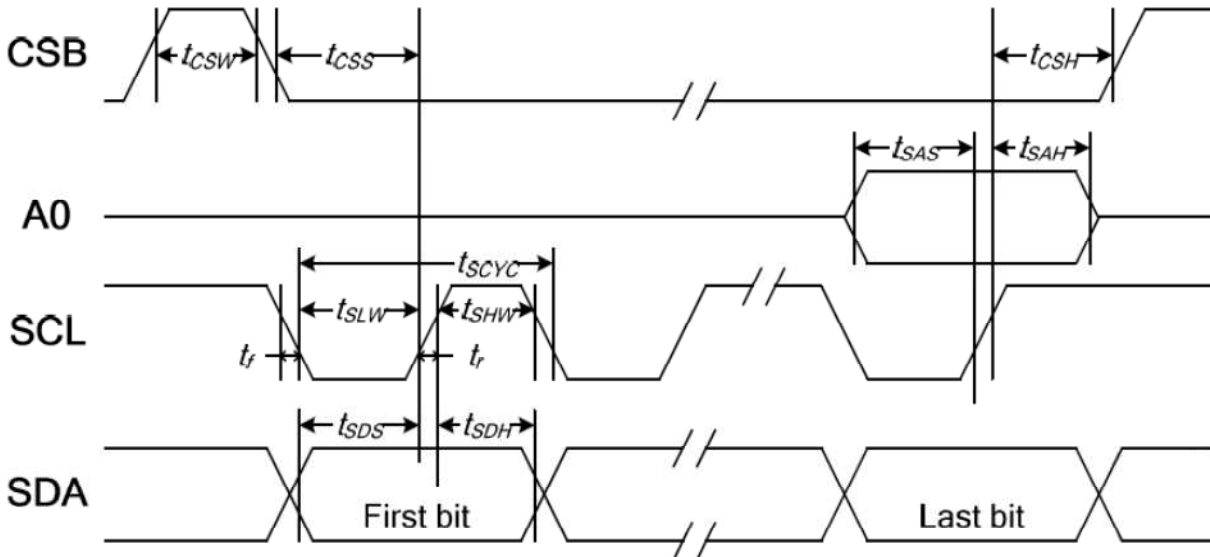 CSB
tCSW
tCSS
tCSH
A0
tSAS
tSAH
SCL
tSCYC
tSLW
tSHW
tf
tr
SDA
tSDS
tSDH
First bit
Last bit